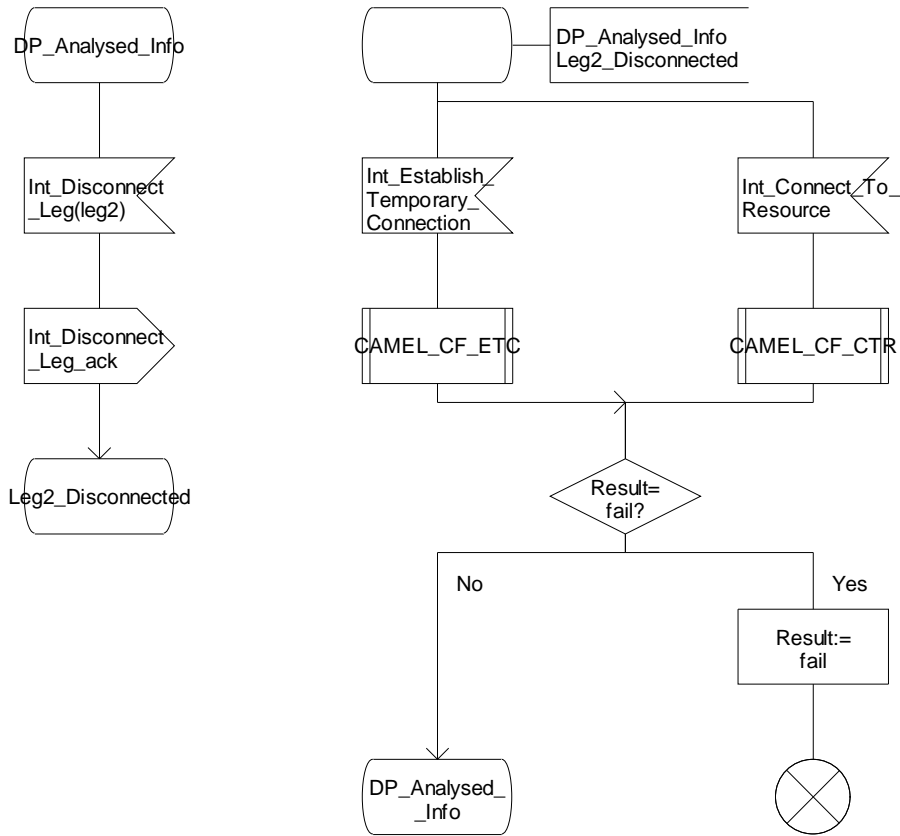 DP_Analysed_Info
Int_Disconnect
_Leg(leg2)
Int_Disconnect
_Leg_ack
Leg2_Disconnected
DP_Analysed_Info
Leg2_Disconnected
Int_Establish_
Temporary_
Connection
Int_Connect_To_
Resource
CAMEL_CF_ETC
CAMEL_CF_CTR
Result=
fail?
No
Yes
Result:=
fail
DP_Analysed_
_Info